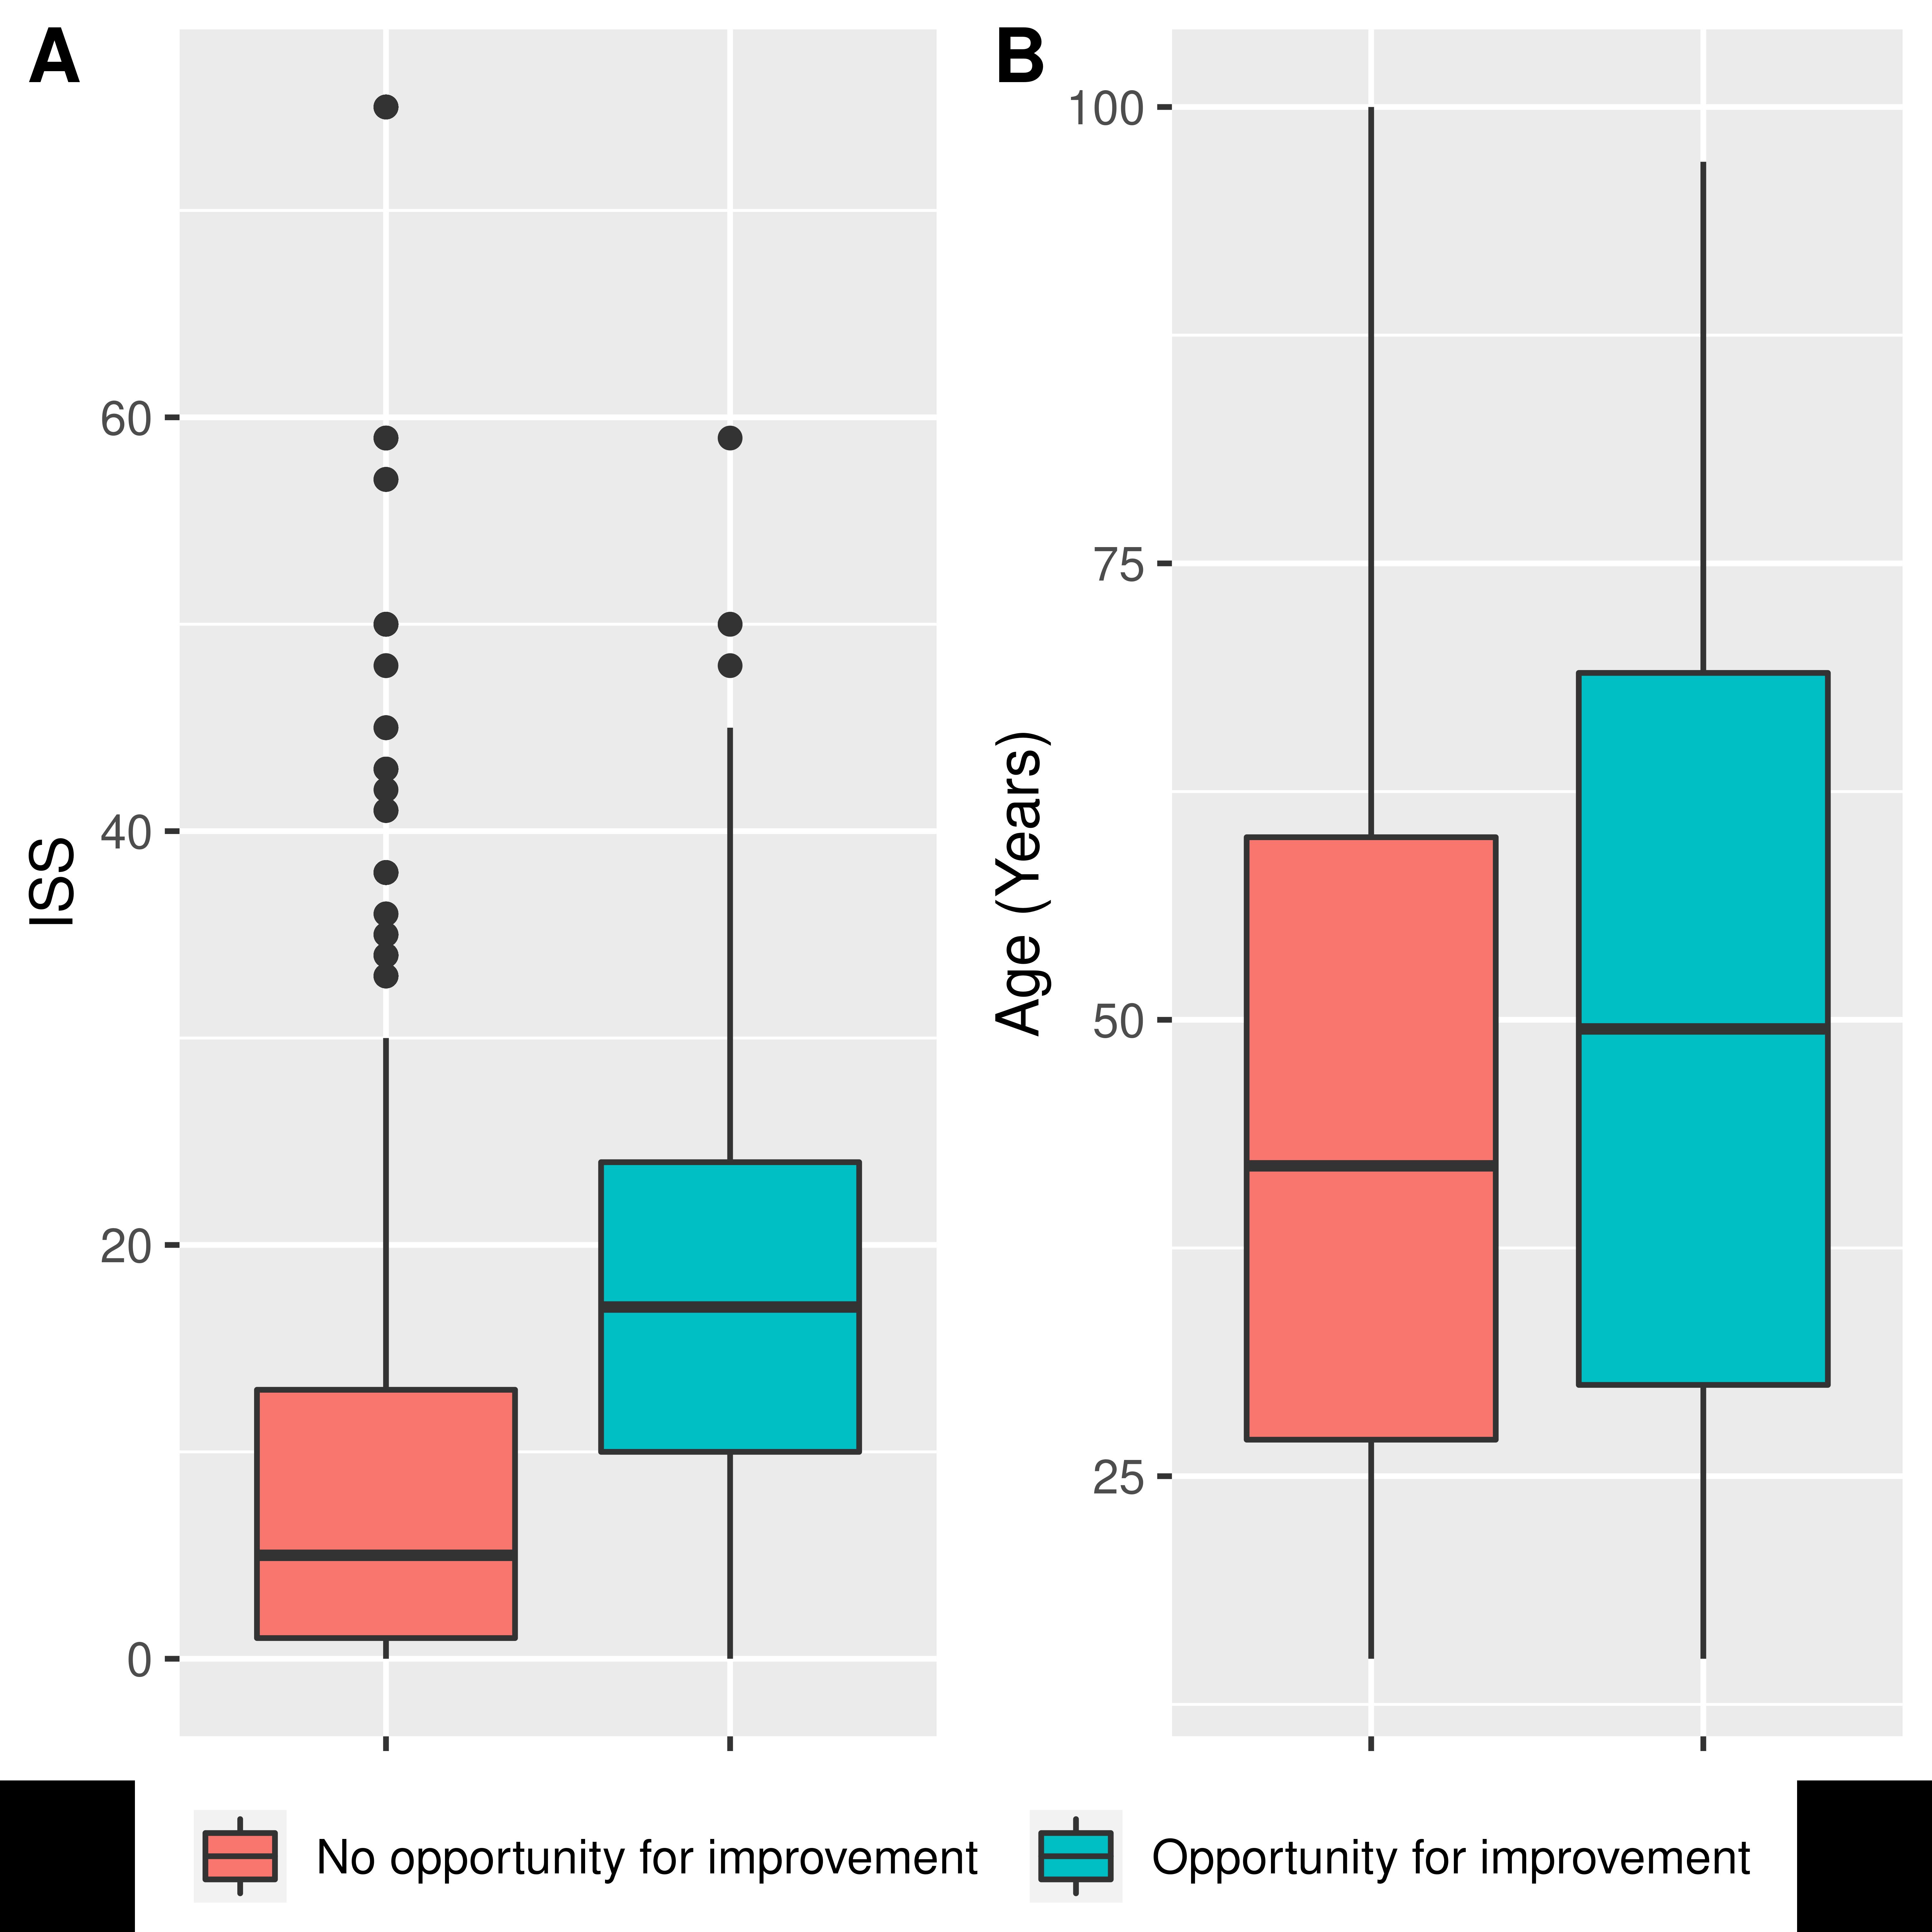 A
ISS
60
40
20
0
B
Age (Years)
100
75
50
25
No opportunity for improvement
Opportunity for improvement